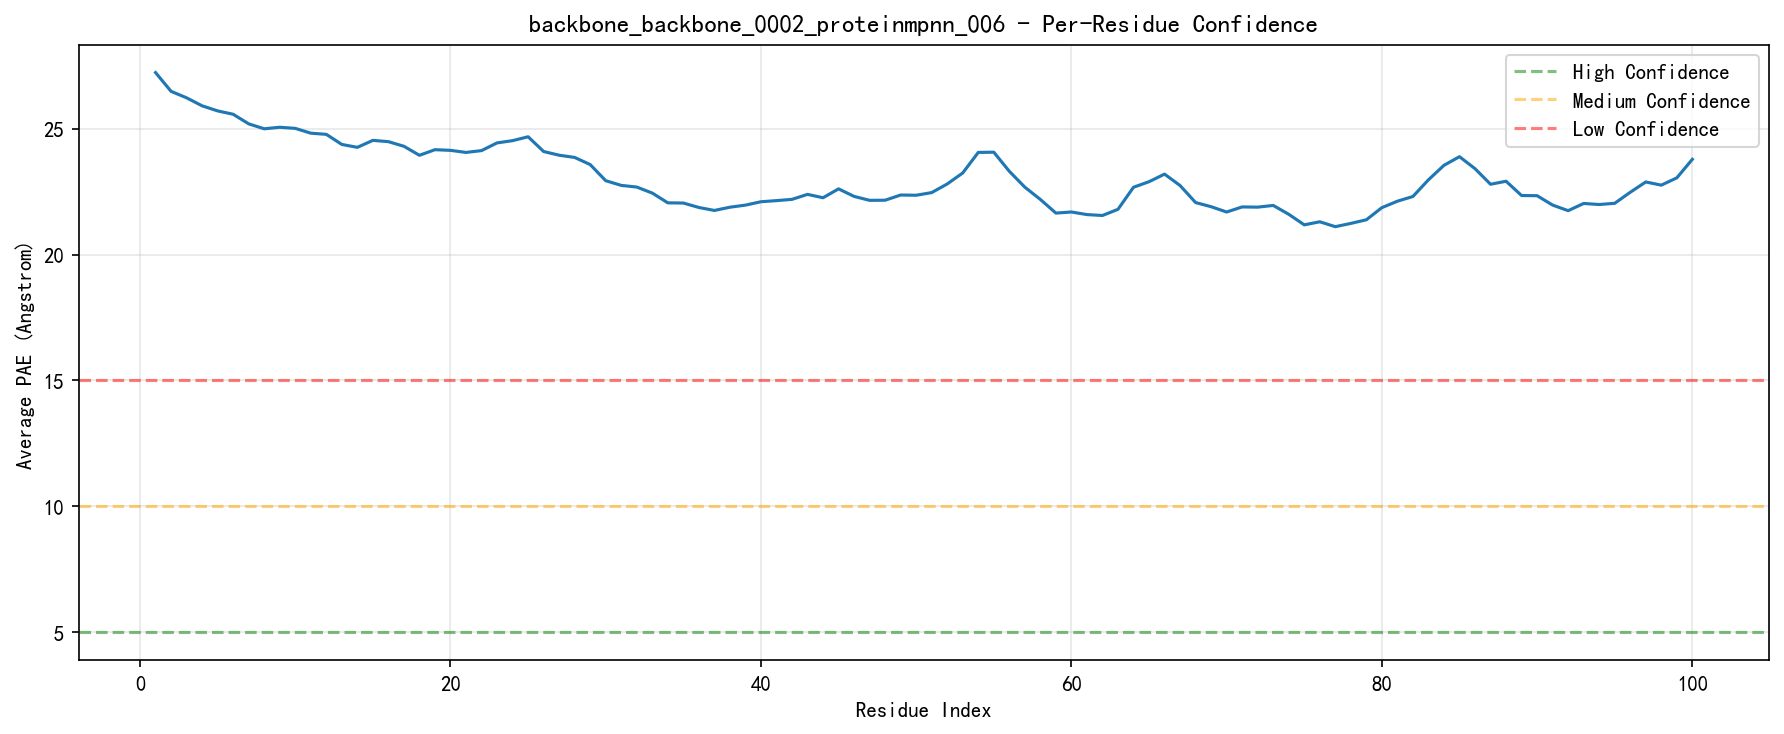 backbone_backbone_0002_proteinmpnn_006 - Per-Residue Confidence
High Confidence
Medium Confidence
Low Confidence
25
20
15
10
5
Average PAE (Angstrom)
0 20 40 60 80 100
Residue Index